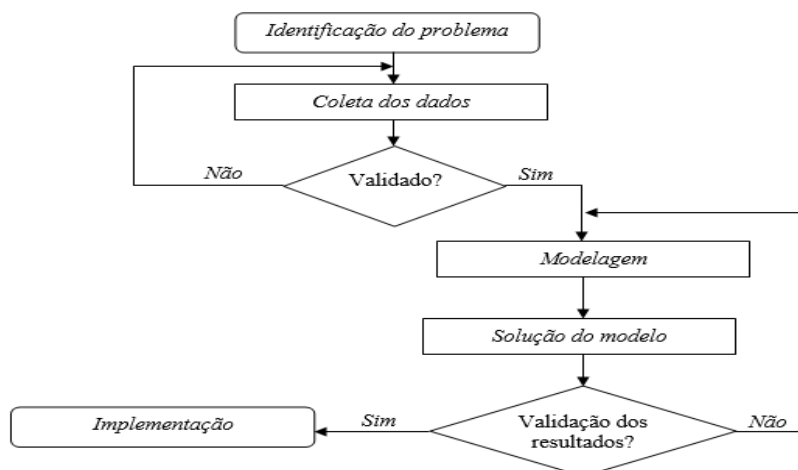 Identificação do problema
Coleta dos dados
Não
Validado?
Sim
Modelagem
Solução do modelo
Implementação
Sim
Validação dos
resultados?
Não